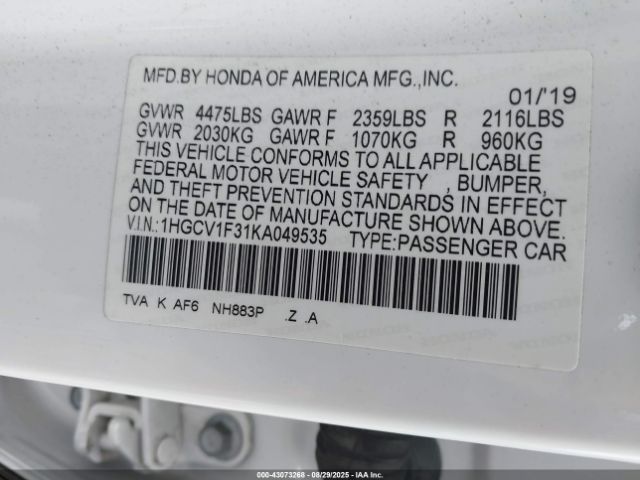 MFD.BY HONDA OF AMERICA MFG.,INC.
01/'19
GVWR 4475LBS GAWR F 2359LBS R 2116LBS
GVWR 2030KG GAWR F 1070KG R 960KG
THIS VEHICLE CONFORMS TO ALL APPLICABLE
FEDERAL MOTOR VEHICLE SAFETY , BUMPER,
AND THEFT PREVENTION STANDARDS IN EFFECT
ON THE DATE OF MANUFACTURE SHOWN ABOVE.
V.I.N.:1HGCV1F31KA049535 TYPE:PASSENGER CAR
TVA K AF6 NH883P .Z .A
000-43073268 - 08/29/2025 - IAAI.COM